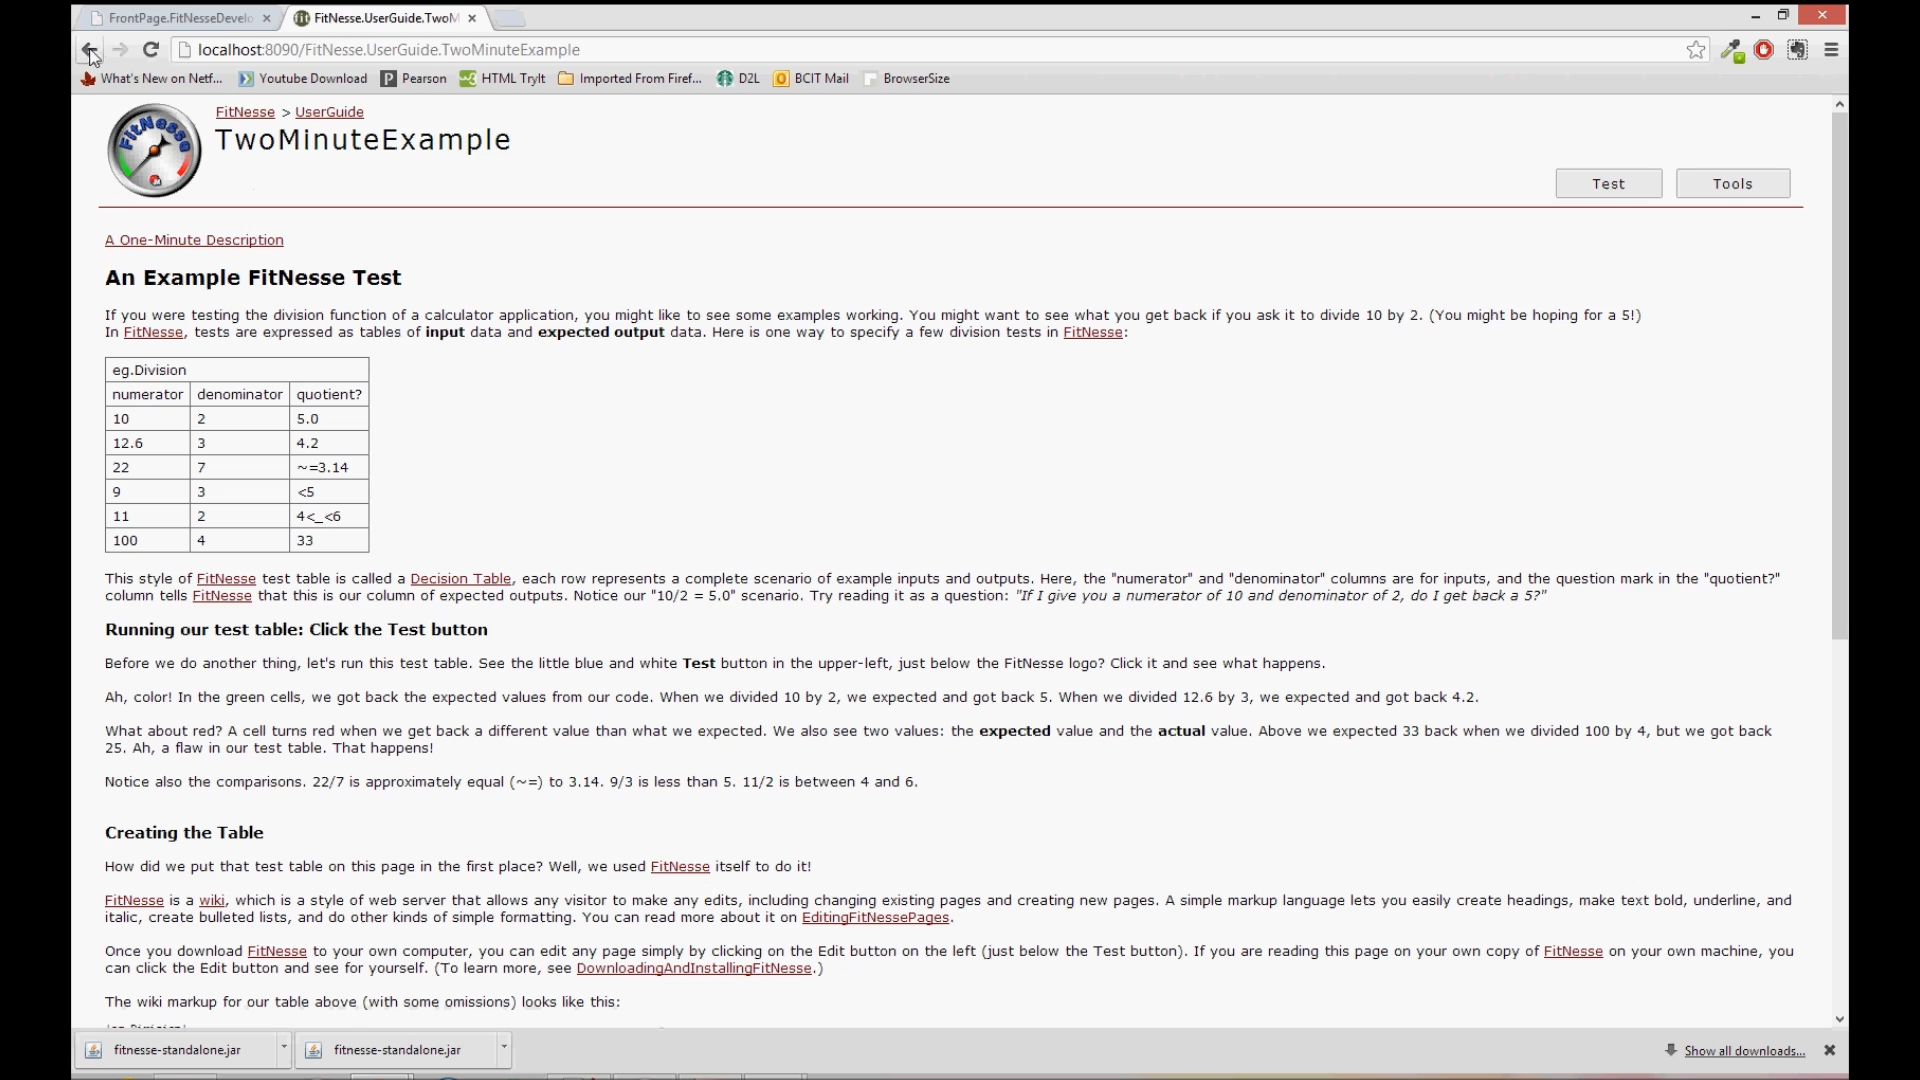 FrontPage.FitNesseDevelo
FitNesse.UserGuide.TwoM
localhost:8090/FitNesse.UserGuide.TwoMinuteExample
What's New on Netf... Youtube Download Pearson HTML TryIt Imported From Firef... D2L BCIT Mail BrowserSize
FitNesse
FitNesse > UserGuide
TwoMinuteExample
Test Tools
A One-Minute Description
An Example FitNesse Test
If you were testing the division function of a calculator application, you might like to see some examples working. You might want to see what you get back if you ask it to divide 10 by 2. (You might be hoping for a 5!)
In FitNesse, tests are expressed as tables of input data and expected output data. Here is one way to specify a few division tests in FitNesse:
eg.Division
numerator denominator quotient?
10 2 5.0
12.6 3 4.2
22 7 ~=3.14
9 3 <5
11 2 4<_<6
100 4 33
This style of FitNesse test table is called a Decision Table, each row represents a complete scenario of example inputs and outputs. Here, the "numerator" and "denominator" columns are for inputs, and the question mark in the "quotient?"
column tells FitNesse that this is our column of expected outputs. Notice our "10/2 = 5.0" scenario. Try reading it as a question: "If I give you a numerator of 10 and denominator of 2, do I get back a 5?"
Running our test table: Click the Test button
Before we do another thing, let's run this test table. See the little blue and white Test button in the upper-left, just below the FitNesse logo? Click it and see what happens.
Ah, color! In the green cells, we got back the expected values from our code. When we divided 10 by 2, we expected and got back 5. When we divided 12.6 by 3, we expected and got back 4.2.
What about red? A cell turns red when we get back a different value than what we expected. We also see two values: the expected value and the actual value. Above we expected 33 back when we divided 100 by 4, but we got back
25. Ah, a flaw in our test table. That happens!
Notice also the comparisons. 22/7 is approximately equal (~=) to 3.14. 9/3 is less than 5. 11/2 is between 4 and 6.
Creating the Table
How did we put that test table on this page in the first place? Well, we used FitNesse itself to do it!
FitNesse is a wiki, which is a style of web server that allows any visitor to make any edits, including changing existing pages and creating new pages. A simple markup language lets you easily create headings, make text bold, underline, and
italic, create bulleted lists, and do other kinds of simple formatting. You can read more about it on EditingFitNessePages.
Once you download FitNesse to your own computer, you can edit any page simply by clicking on the Edit button on the left (just below the Test button). If you are reading this page on your own copy of FitNesse on your own machine, you
can click the Edit button and see for yourself. (To learn more, see DownloadingAndInstallingFitNesse.)
The wiki markup for our table above (with some omissions) looks like this:
fitnesse-standalone.jar fitnesse-standalone.jar Show all downloads...